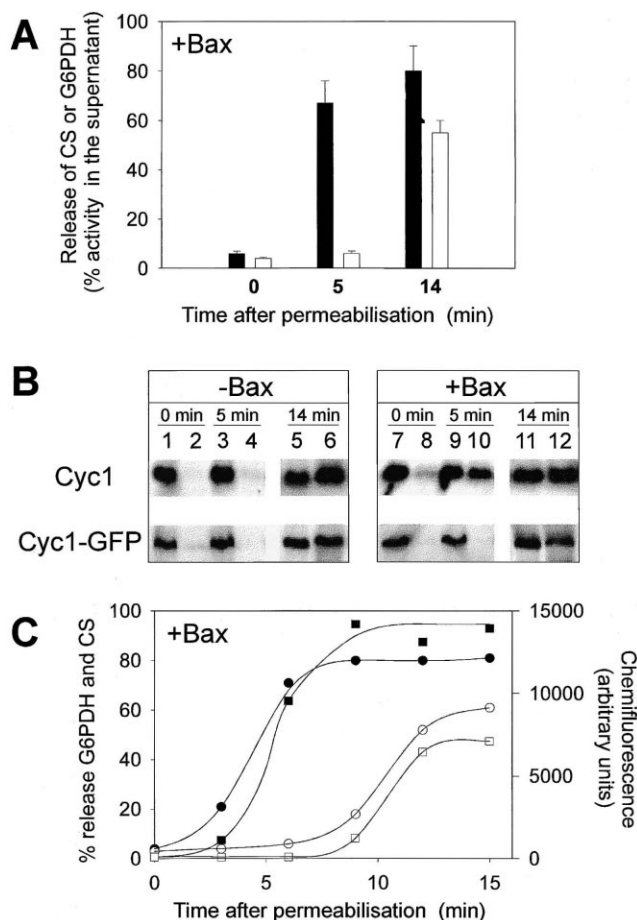 A
+Bax
Release of CS or G6PDH
(% activity in the supernatant)
100
80
60
40
20
0
0 5 14
Time after permeabilisation (min)
B
-Bax
+Bax
0 min 5 min 14 min
0 min 5 min 14 min
1 2 3 4 5 6
7 8 9 10 11 12
Cyc1
Cyc1-GFP
C
+Bax
% release G6PDH and CS
100
80
60
40
20
0
15000
10000
5000
0
Chemifluorescence
(arbitrary units)
0 5 10 15
Time after permeabilisation (min)